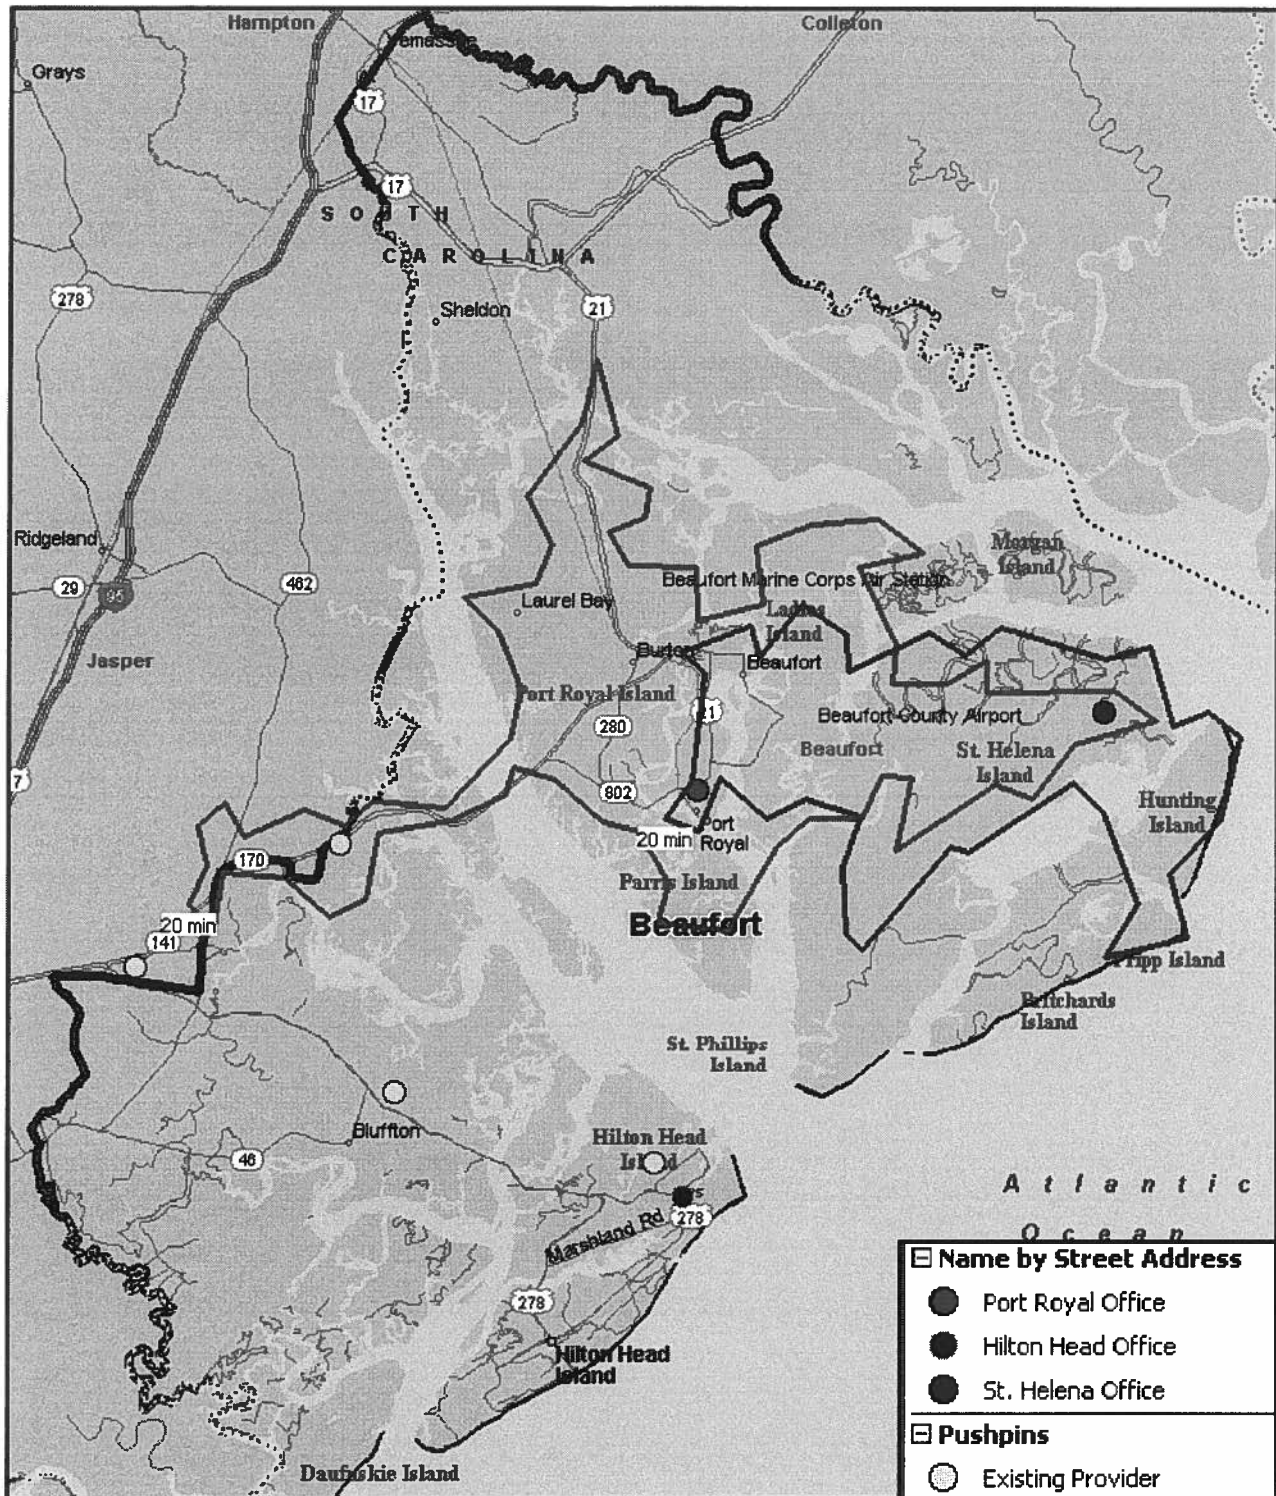 Hampton
Colleton
Yemassee
Grays
17
17
S O U T H
C A R O L I N A
278
21
Sheldon
Ridgeland
29
95
462
Morgan
Island
Beaufort Marine Corps Air Station
Laurel Bay
Ladies
Island
Jasper
Burton
Beaufort
Port Royal Island
21
280
Beaufort County Airport
Beaufort
St. Helena
Island
7
802
Hunting
Island
Port
Royal
20 min
170
Parris Island
20 min
Beaufort
141
Fripp Island
Pritchards
Island
St. Phillips
Island
Bluffton
Hilton Head
Island
46
A t l a n t i c
O c e a n
278
Marshland Rd
278
Hilton Head
Island
Daufuskie Island
Name by Street Address
Port Royal Office
Hilton Head Office
St. Helena Office
Pushpins
Existing Provider